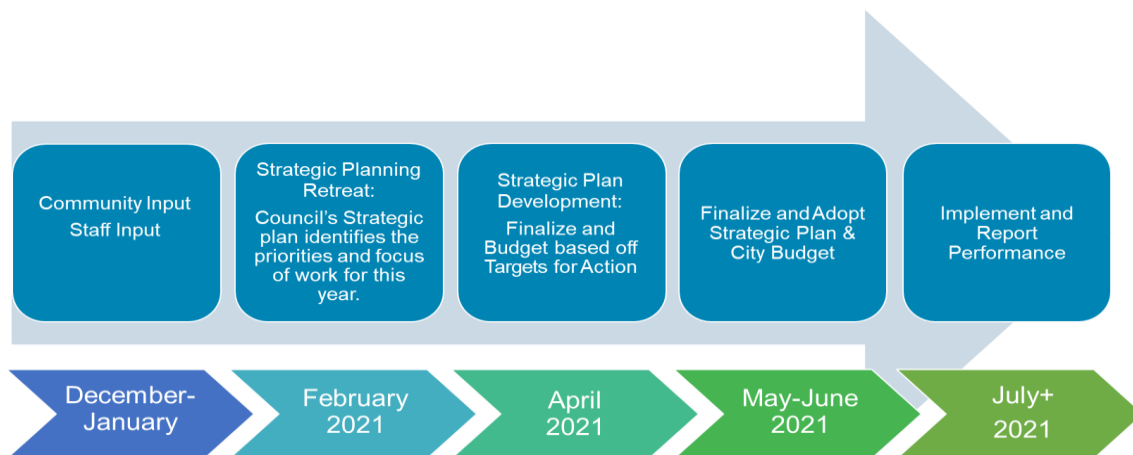 Community Input
Staff Input
Strategic Planning
Retreat:
Council's Strategic
plan identifies the
priorities and focus
of work for this
year.
Strategic Plan
Development:
Finalize and
Budget based off
Targets for Action
Finalize and Adopt
Strategic Plan &
City Budget
Implement and
Report
Performance
December-
January
February
2021
April
2021
May-June
2021
July+
2021